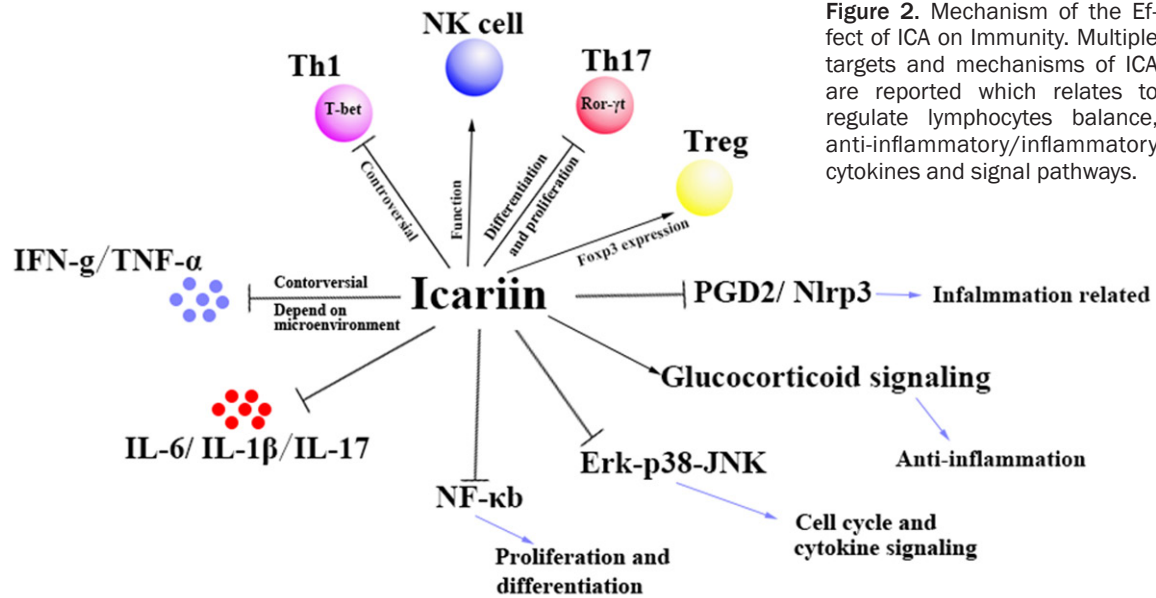 NK cell
Th1
Th17
T-bet
Ror-γt
Treg
Controversial
Function
Differentiation
and proliferation
Foxp3 expression
IFN-g/TNF-α
Contorversial
Depend on
microenvironment
Icariin
PGD2/ Nlrp3
Infalmmation related
Glucocorticoid signaling
IL-6/ IL-1β/IL-17
Erk-p38-JNK
Anti-inflammation
NF-κb
Cell cycle and
cytokine signaling
Proliferation and
differentiation
Figure 2. Mechanism of the Ef-
fect of ICA on Immunity. Multiple
targets and mechanisms of ICA
are reported which relates to
regulate lymphocytes balance,
anti-inflammatory/inflammatory
cytokines and signal pathways.